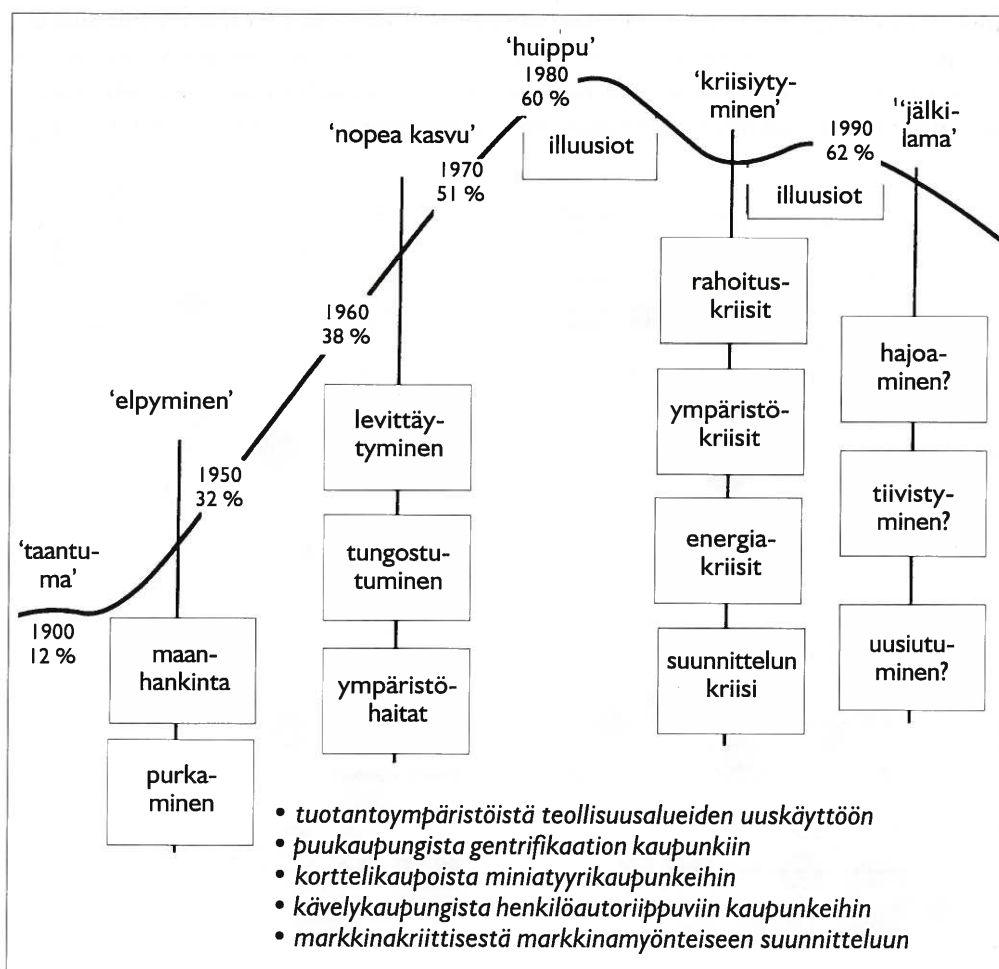 'huippu'
1980
60 %
illuusiot
'kriisiyty-
minen'
1990
62 %
illuusiot
'"jälki-
lama'
'nopea kasvu'
1970
51 %
1960
38 %
'elpyminen'
1950
32 %
'taantu-
ma'
1900
12 %
maan-
hankinta
purka-
minen
levittäy-
tyminen
tungostu-
tuminen
ympäristö-
haitat
rahoitus-
kriisit
ympäristö-
kriisit
energia-
kriisit
suunnittelun
kriisi
hajoa-
minen?
tiivisty-
minen?
uusiutu-
minen?
• tuotantoympäristöistä teollisuusalueiden uuskäyttöön
• puukaupungista gentrifikaation kaupunkiin
• korttelikaupoista miniatyyrikaupunkeihin
• kävelykaupungista henkilöautoriippuviin kaupunkeihin
• markkinakriittisestä markkinamyönteiseen suunnitteluun